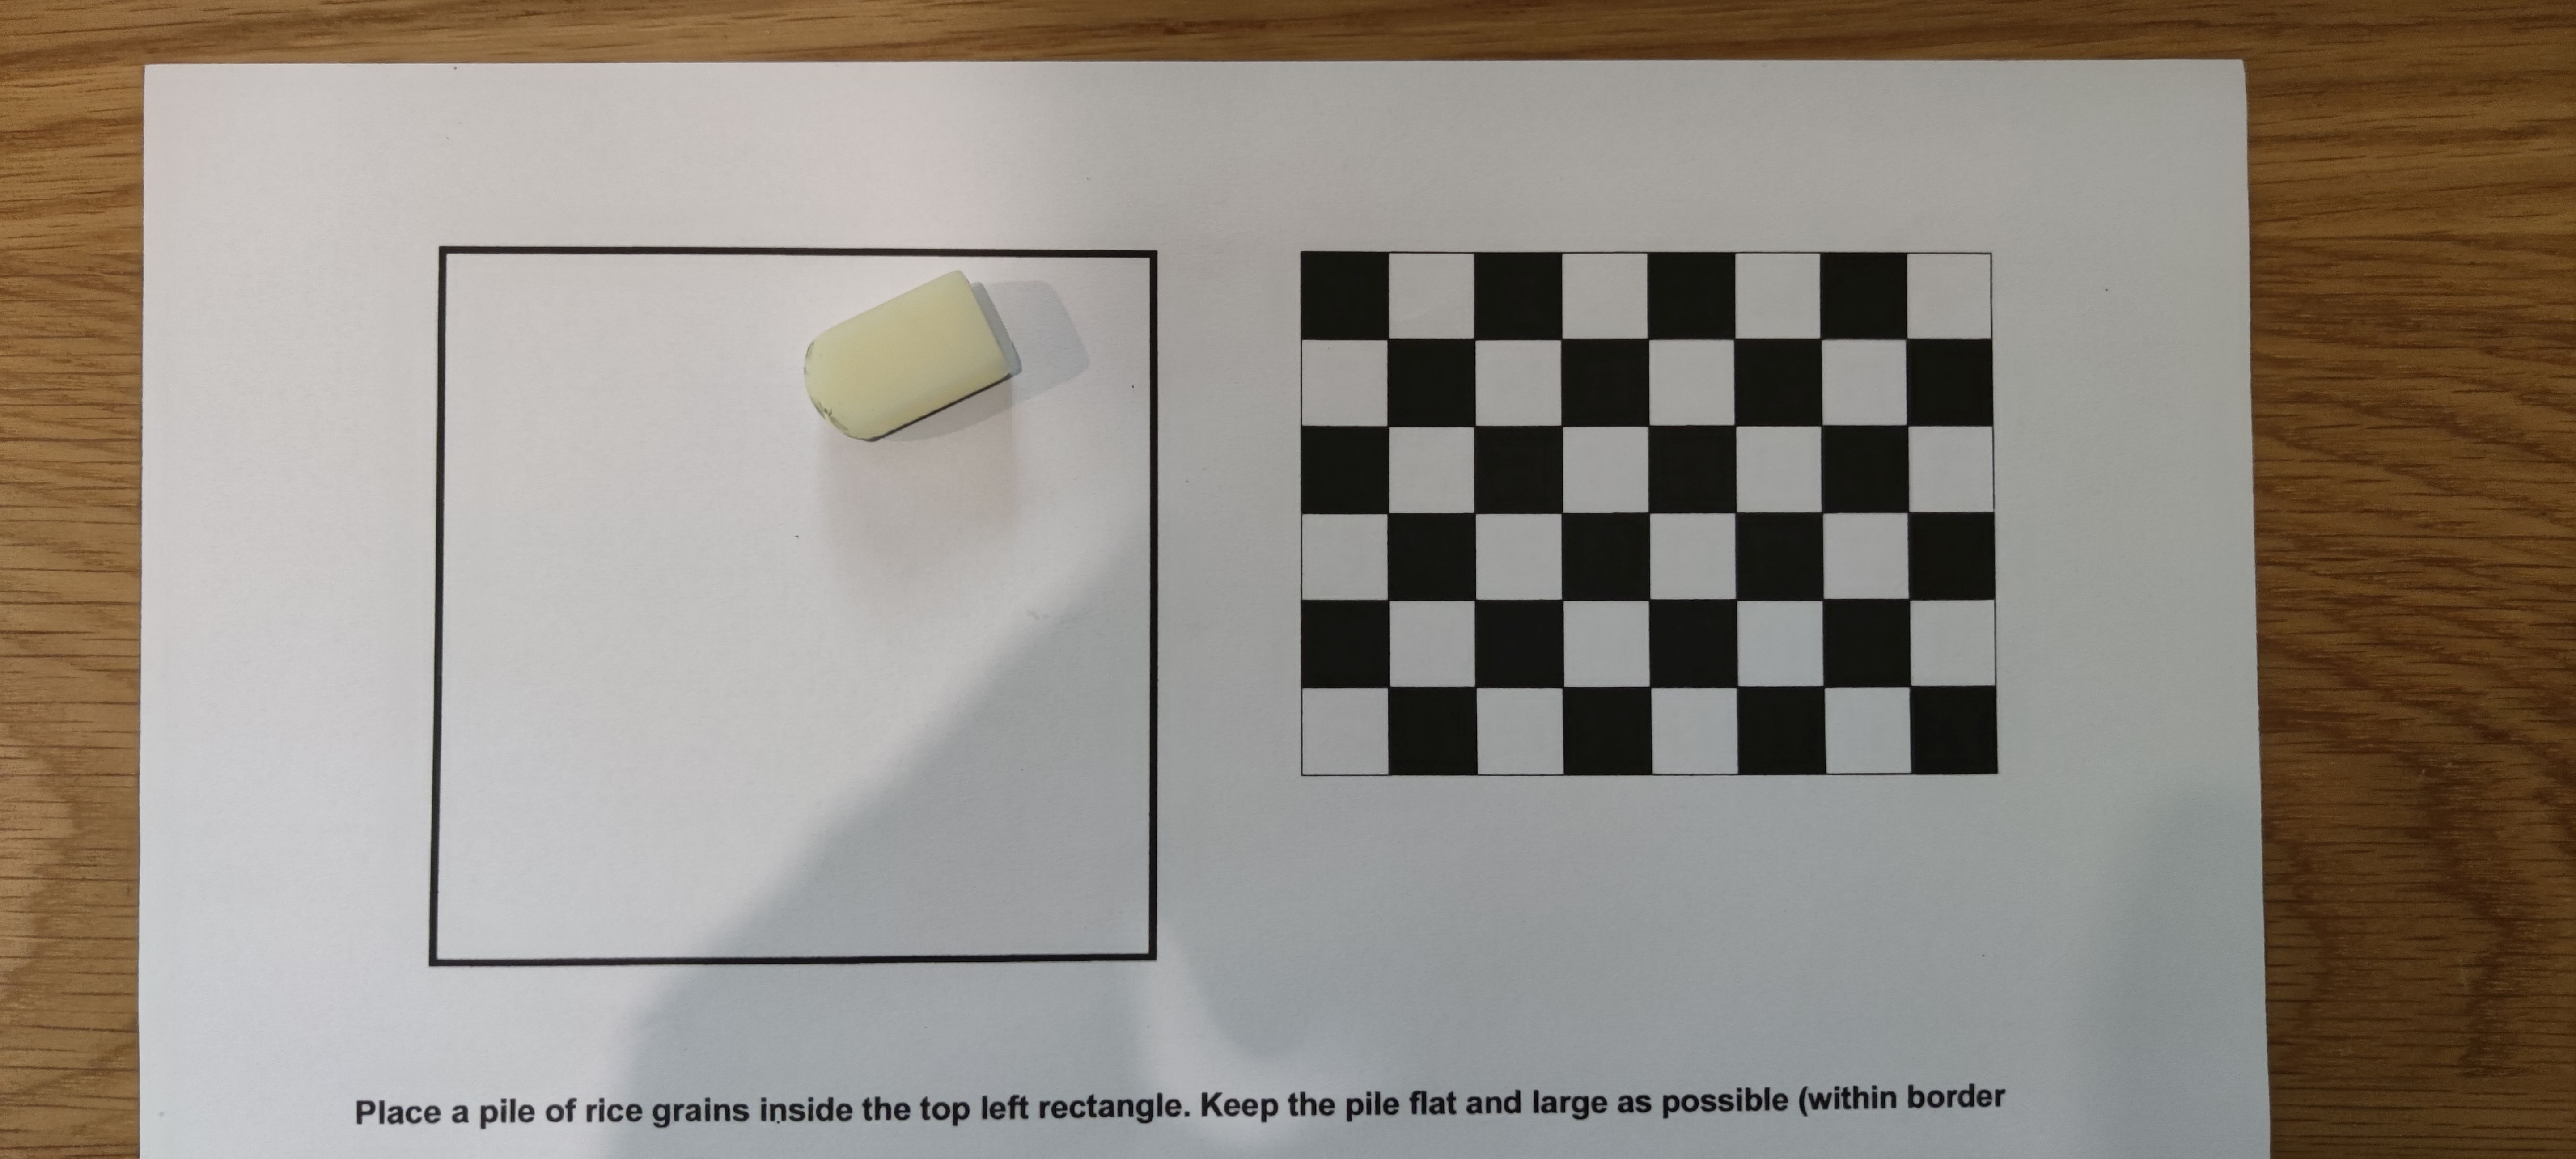 Place a pile of rice grains inside the top left rectangle. Keep the pile flat and large as possible (within border